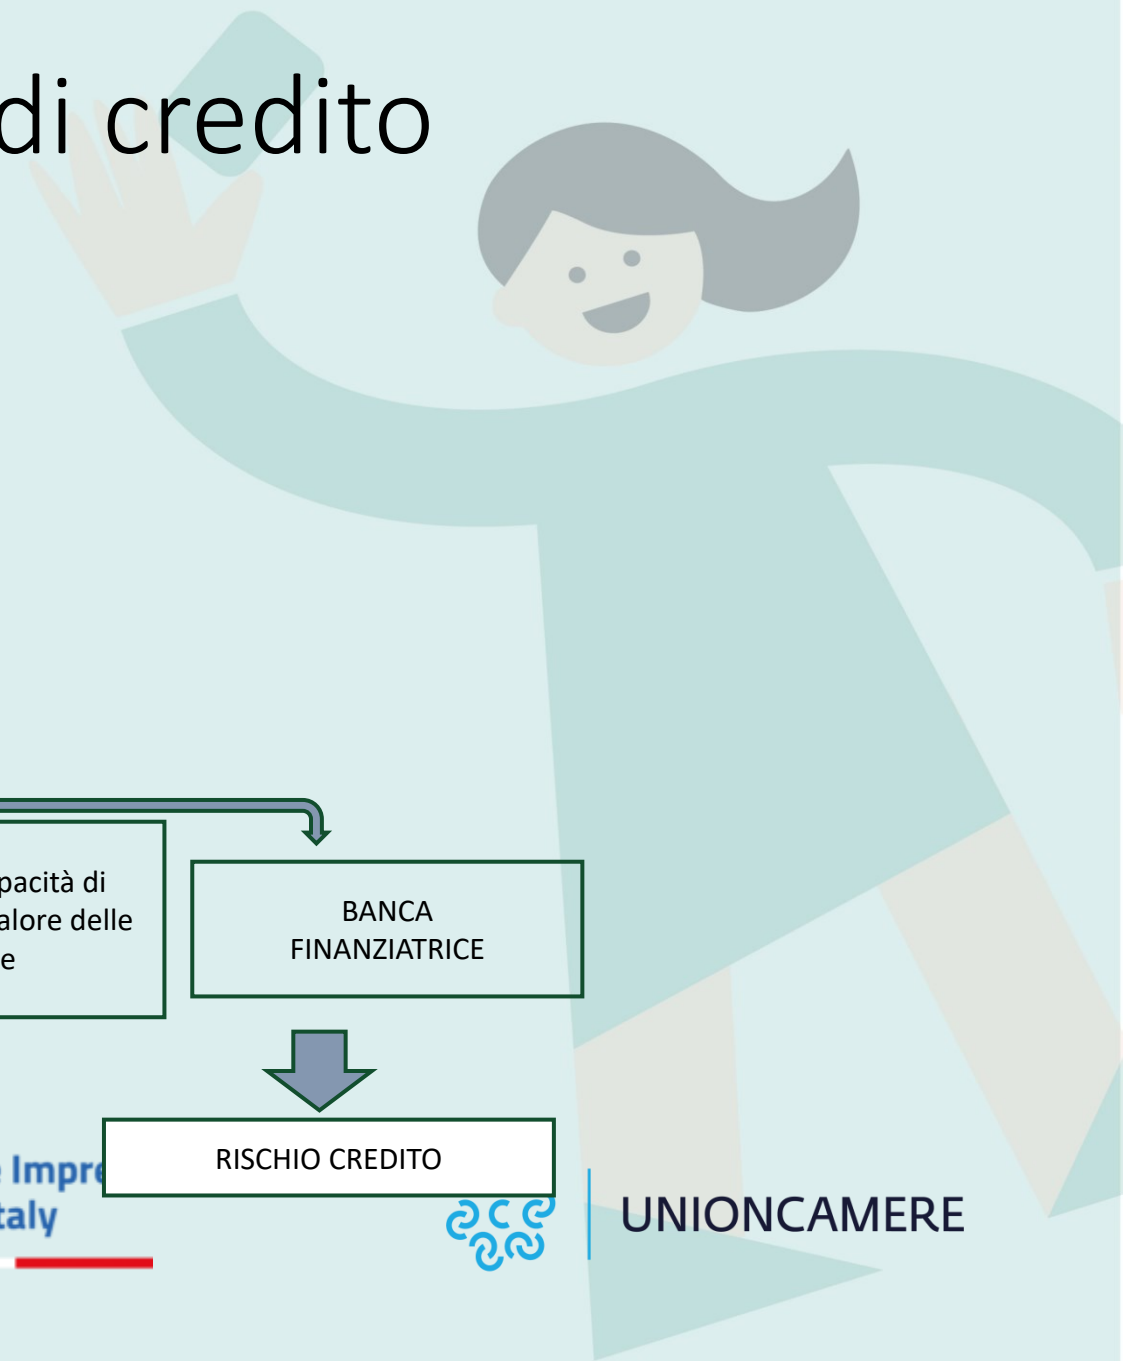 di credito
pacità di
alore delle
e
BANCA
FINANZIATRICE
RISCHIO CREDITO
Impre
taly
UNIONCAMERE